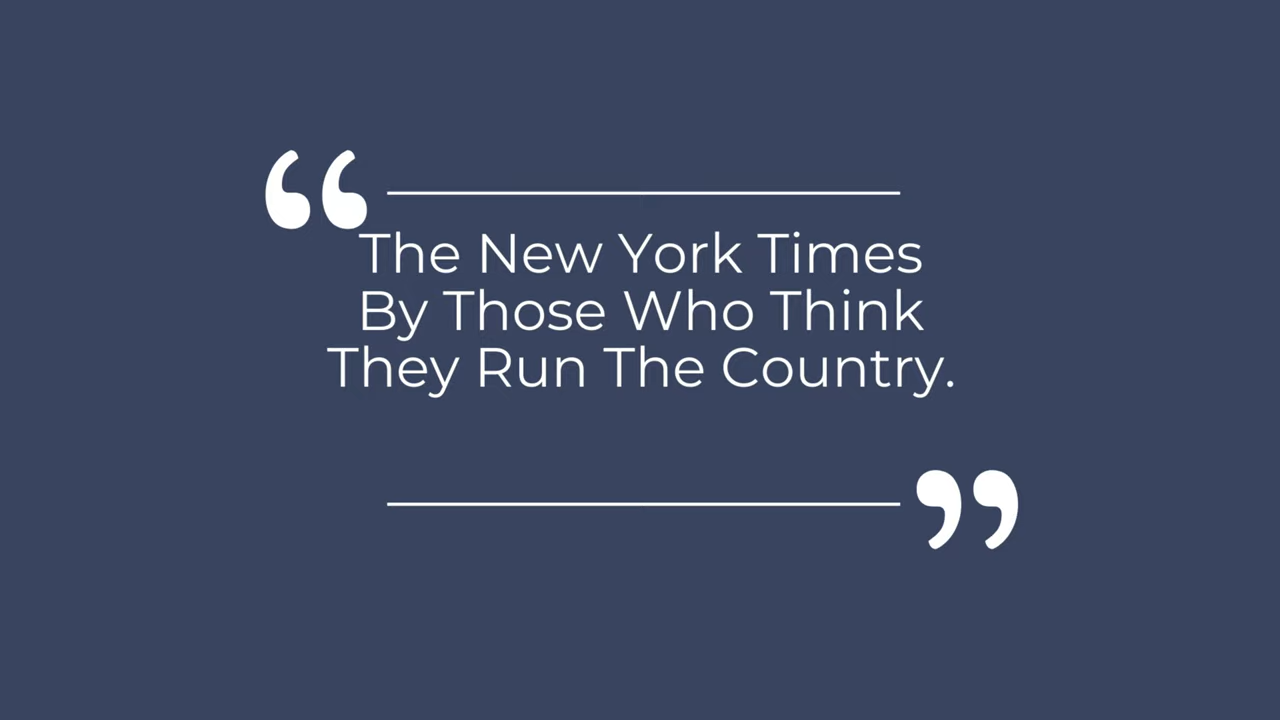 “
The New York Times
By Those Who Think
They Run The Country.
”